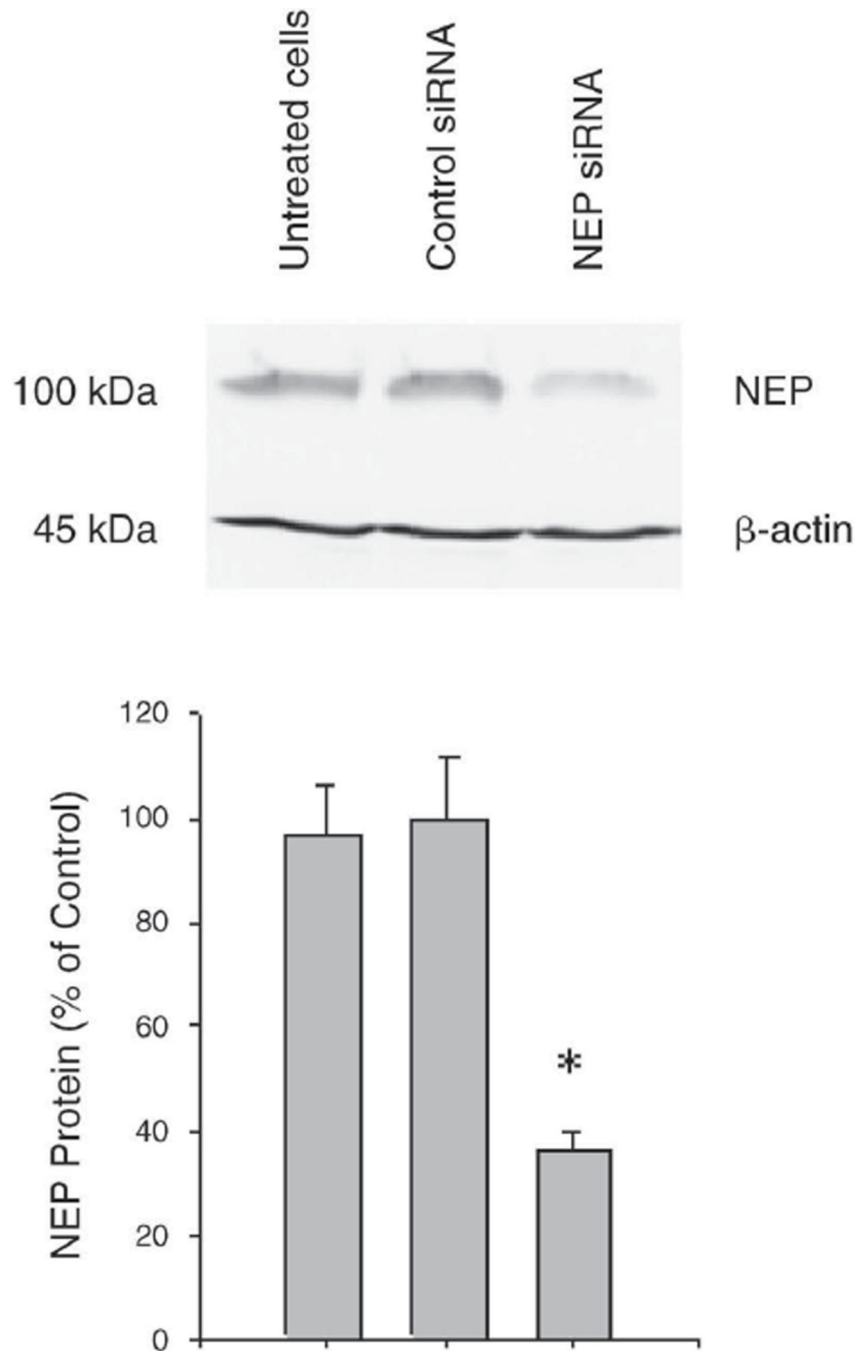 Untreated cells
Control siRNA
NEP siRNA
100 kDa
NEP
45 kDa
β-actin
NEP Protein (% of Control)
120
100
80
60
40
20
0
*